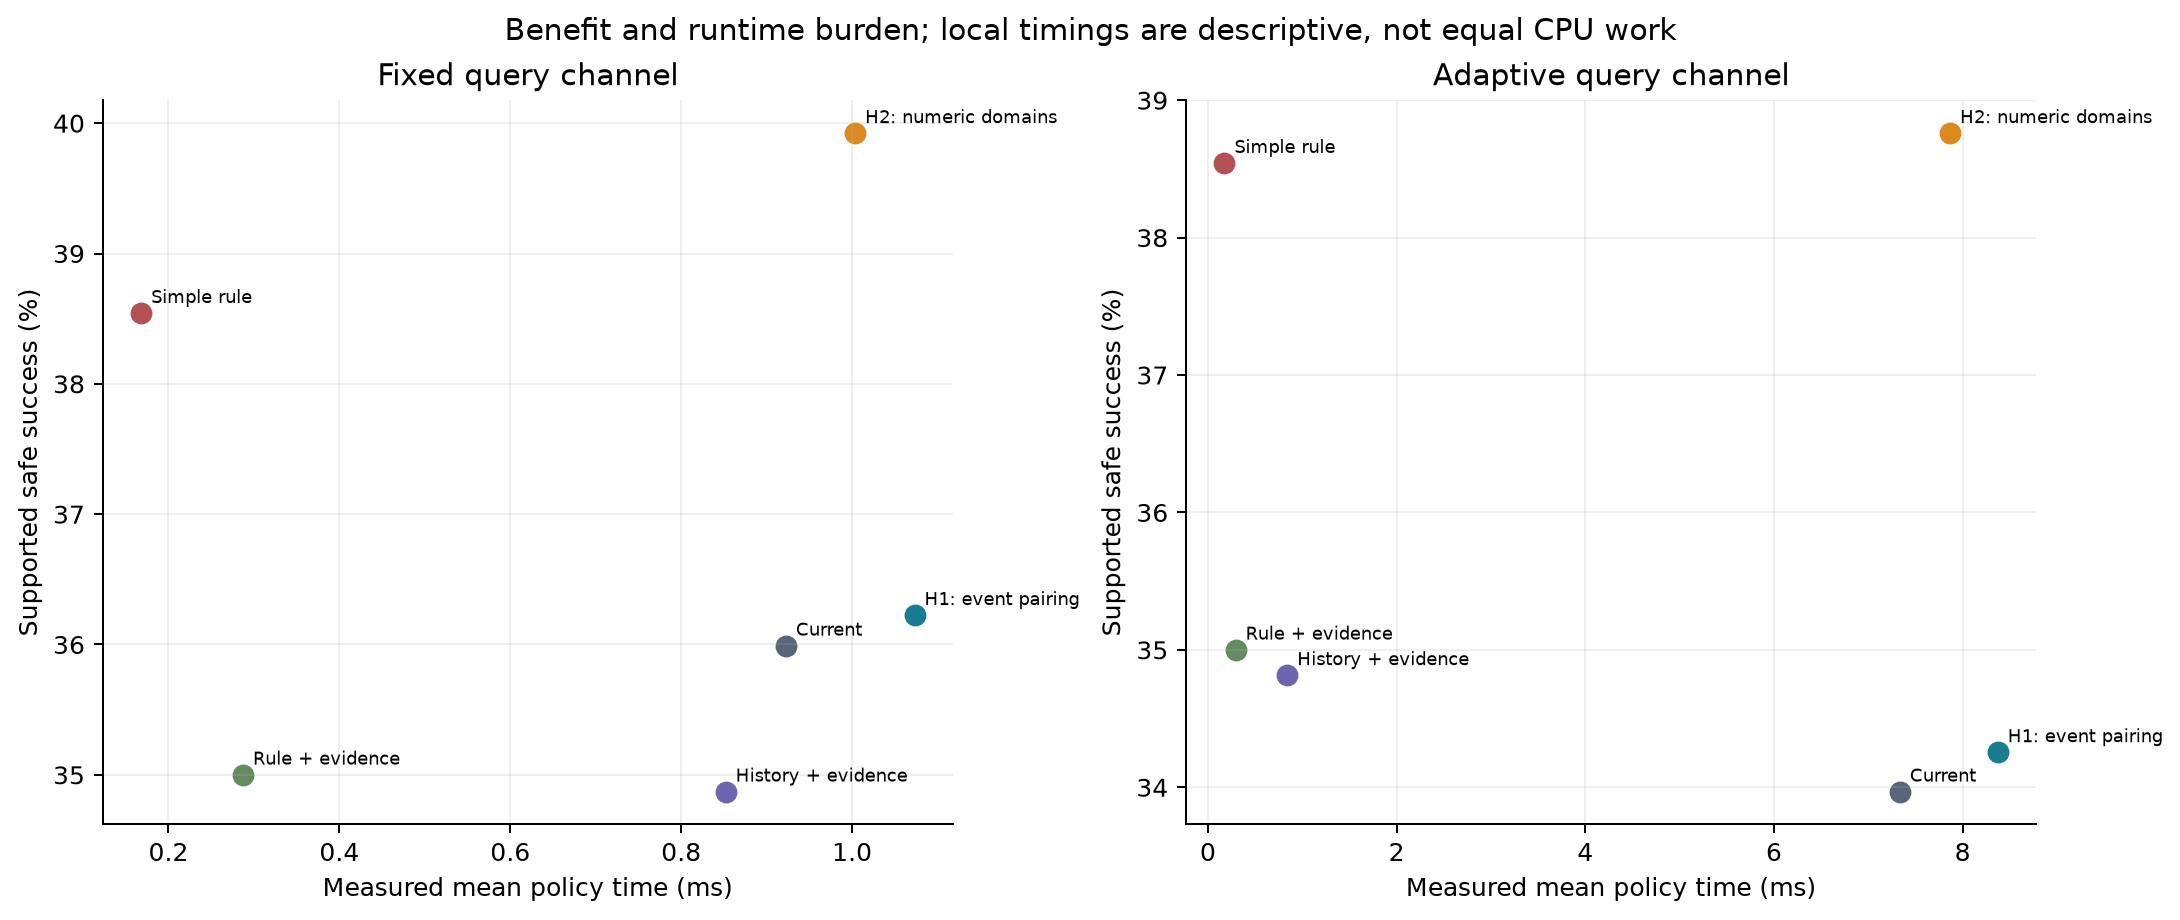 Benefit and runtime burden; local timings are descriptive, not equal CPU work
Fixed query channel
Supported safe success (%)
40
39
38
37
36
35
H2: numeric domains
Simple rule
H1: event pairing
Current
Rule + evidence
History + evidence
0.2
0.4
0.6
0.8
1.0
Measured mean policy time (ms)
Adaptive query channel
Supported safe success (%)
39
38
37
36
35
34
H2: numeric domains
Simple rule
Rule + evidence
History + evidence
H1: event pairing
Current
0
2
4
6
8
Measured mean policy time (ms)